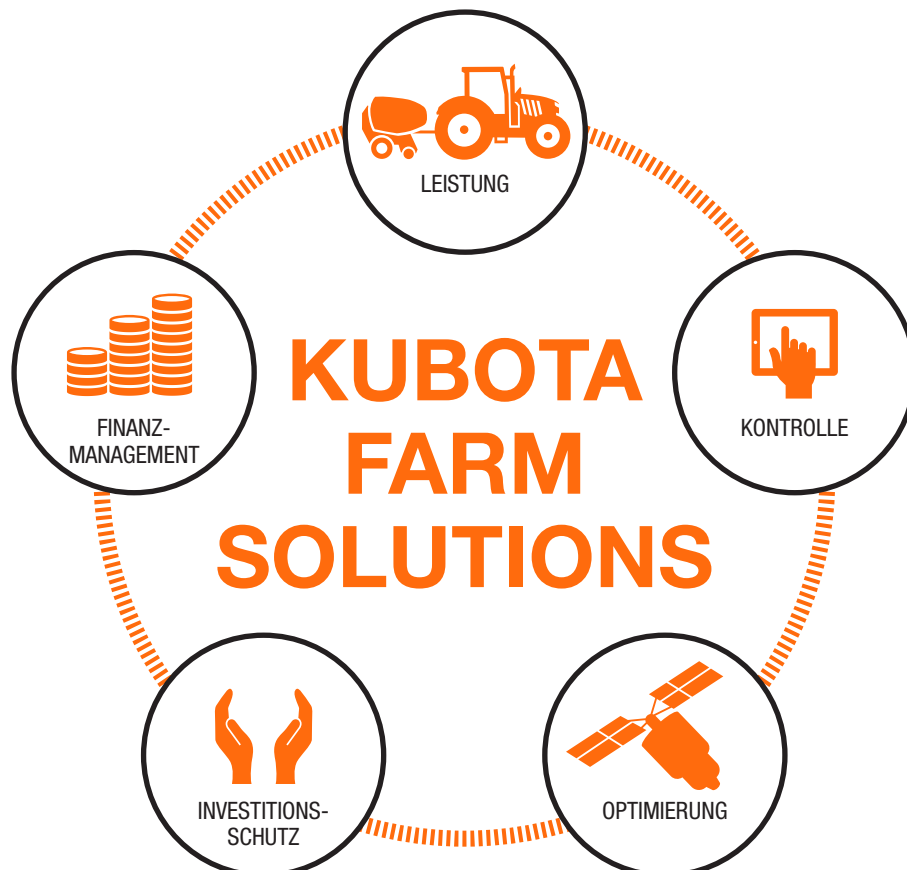 LEISTUNG
KONTROLLE
OPTIMIERUNG
INVESTITIONS-
SCHUTZ
FINANZ-
MANAGEMENT
KUBOTA
FARM
SOLUTIONS